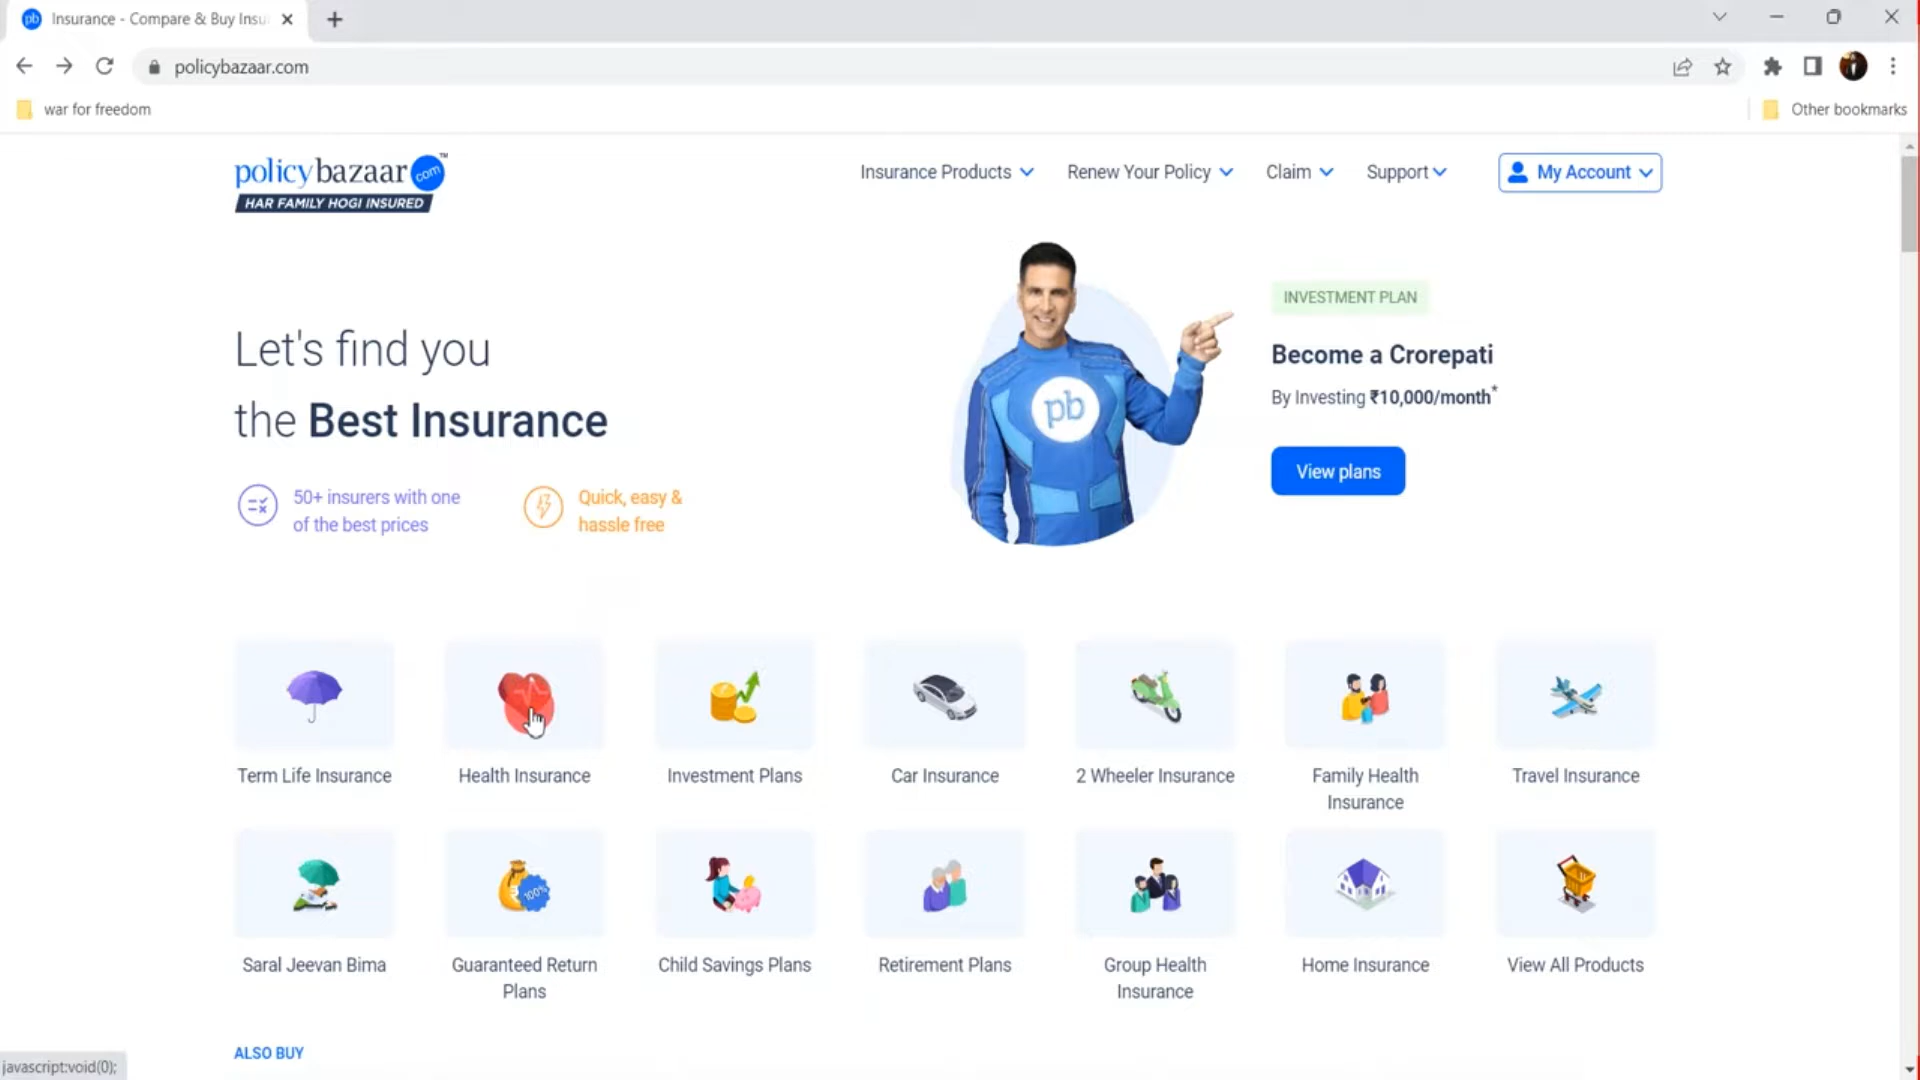 pb Insurance - Compare & Buy Insu
policybazaar.com
war for freedom
Other bookmarks
policybazaar com ™
HAR FAMILY HOGI INSURED
Insurance Products
Renew Your Policy
Claim
Support
My Account
INVESTMENT PLAN
Become a Crorepati
By Investing ₹10,000/month*
View plans
pb
Let's find you
the Best Insurance
50+ insurers with one
of the best prices
Quick, easy &
hassle free
Term Life Insurance
Health Insurance
Investment Plans
Car Insurance
2 Wheeler Insurance
Family Health
Insurance
Travel Insurance
100%
Saral Jeevan Bima
Guaranteed Return
Plans
Child Savings Plans
Retirement Plans
Group Health
Insurance
Home Insurance
View All Products
ALSO BUY
javascript:void(0);